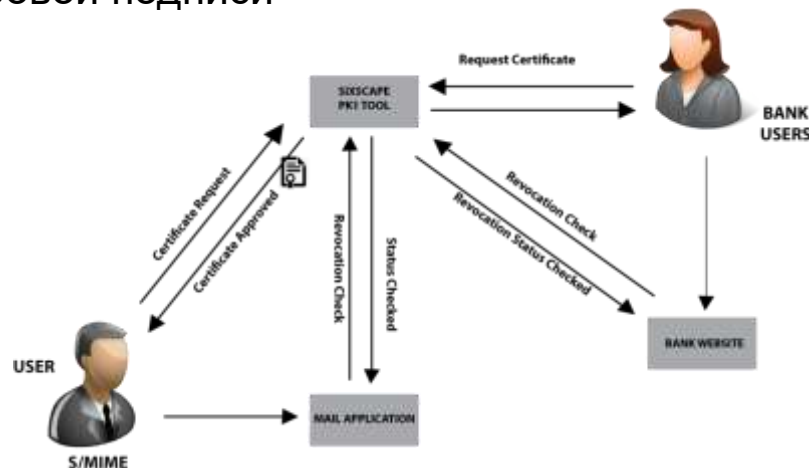 подписи
Request Certificate
SIXSCAPE
PKI TOOL
BANK
USERS
Certificate Request
Certificate Approved
Revocation Check
Status Checked
Revocation Check
Revocation Status Checked
BANK WEBSITE
USER
MAIL APPLICATION
S/MIME